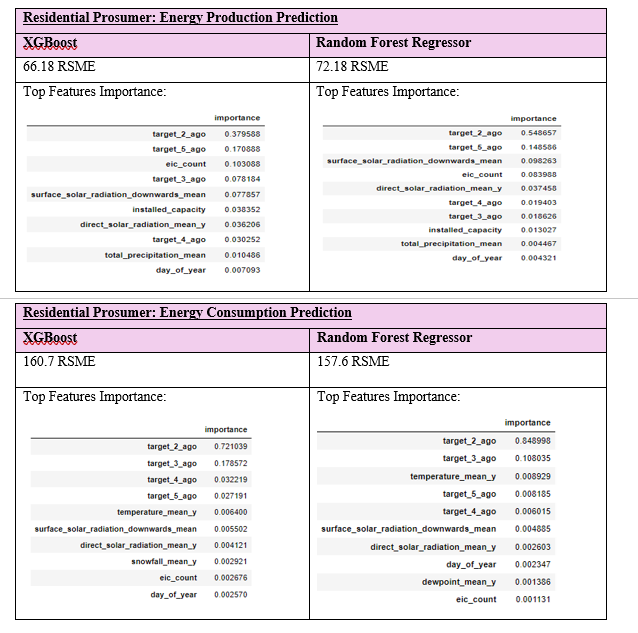 Residential Prosumer: Energy Production Prediction
XGBoost
Random Forest Regressor
66.18 RSME
72.18 RSME
Top Features Importance:
importance
target_2_ago 0.379588
target_5_ago 0.170888
eic_count 0.103088
target_3_ago 0.078184
surface_solar_radiation_downwards_mean 0.077857
installed_capacity 0.038352
direct_solar_radiation_mean_y 0.036206
target_4_ago 0.030252
total_precipitation_mean 0.010486
day_of_year 0.007093
Top Features Importance:
importance
target_2_ago 0.548657
target_5_ago 0.148586
surface_solar_radiation_downwards_mean 0.098263
eic_count 0.083988
direct_solar_radiation_mean_y 0.037458
target_4_ago 0.019403
target_3_ago 0.018626
installed_capacity 0.013027
total_precipitation_mean 0.004467
day_of_year 0.004321
Residential Prosumer: Energy Consumption Prediction
XGBoost
Random Forest Regressor
160.7 RSME
157.6 RSME
Top Features Importance:
importance
target_2_ago 0.721039
target_3_ago 0.178572
target_4_ago 0.032219
target_5_ago 0.027191
temperature_mean_y 0.006400
surface_solar_radiation_downwards_mean 0.005502
direct_solar_radiation_mean_y 0.004121
snowfall_mean_y 0.002921
eic_count 0.002676
day_of_year 0.002570
Top Features Importance:
importance
target_2_ago 0.848998
target_3_ago 0.108035
temperature_mean_y 0.008929
target_5_ago 0.008185
target_4_ago 0.006015
surface_solar_radiation_downwards_mean 0.004885
direct_solar_radiation_mean_y 0.002603
day_of_year 0.002347
dewpoint_mean_y 0.001386
eic_count 0.001131